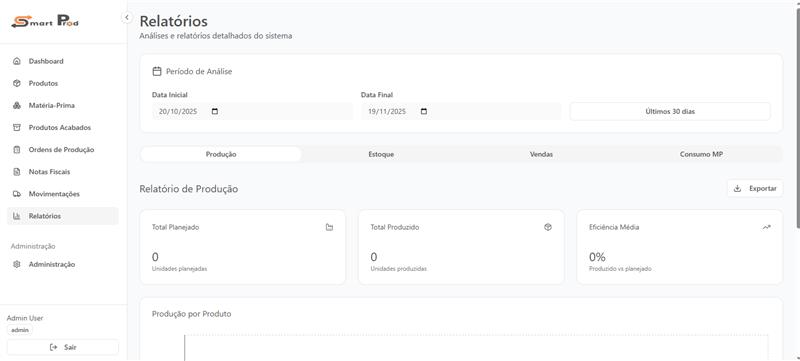 Smart Prod
Dashboard
Produtos
Matéria-Prima
Produtos Acabados
Ordens de Produção
Notas Fiscais
Movimentações
Relatórios
Administração
Administração
Admin User
admin
Sair
Relatórios
Análises e relatórios detalhados do sistema
Período de Análise
Data Inicial
Data Final
20/10/2025
19/11/2025
Últimos 30 dias
Produção
Estoque
Vendas
Consumo MP
Relatório de Produção
Exportar
Total Planejado
0
Unidades planejadas
Total Produzido
0
Unidades produzidas
Eficiência Média
0%
Produzido vs planejado
Produção por Produto